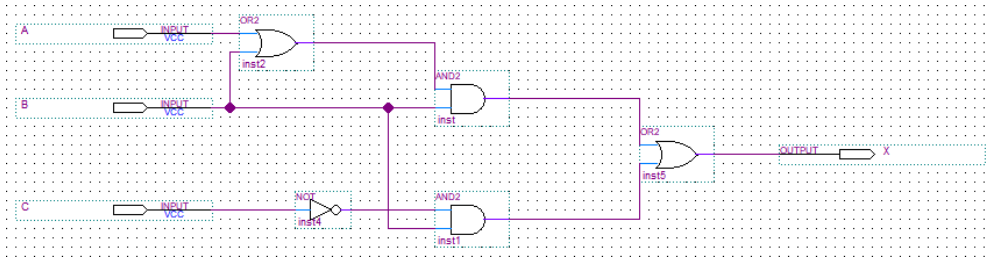 OR2
A
INPUT
VCC
inst2
AND2
B
INPUT
VCC
inst
OR2
OUTPUT
X
inst5
NOT
AND2
C
INPUT
VCC
inst4
inst1